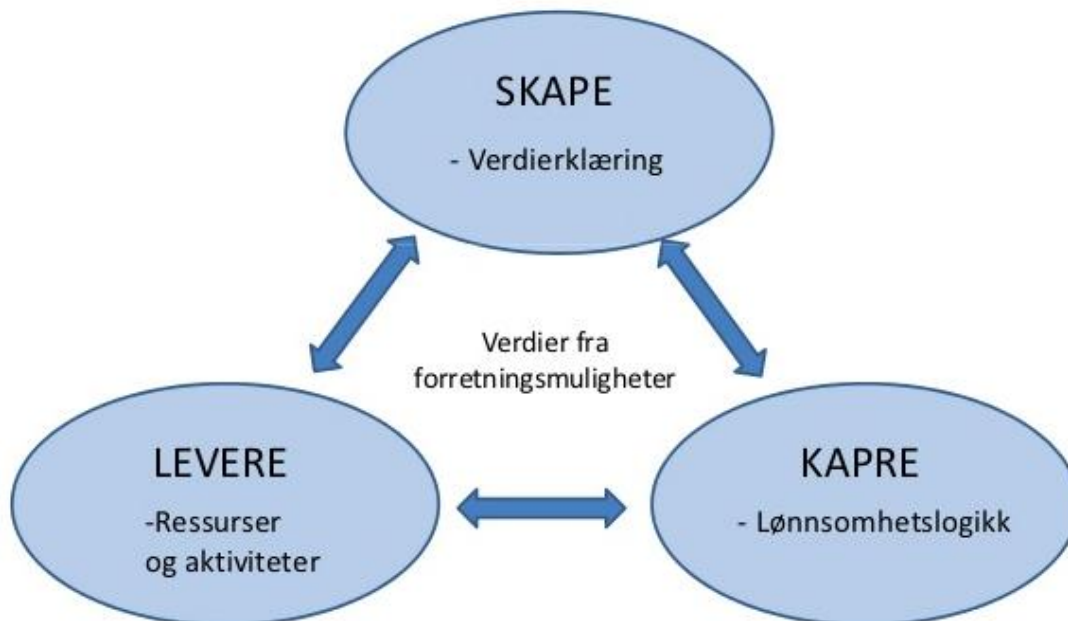 SKAPE
- Verdierklæring
Verdier fra
forretningsmuligheter
LEVERE
-Ressurser
og aktiviteter
KAPRE
- Lønnsomhetslogikk